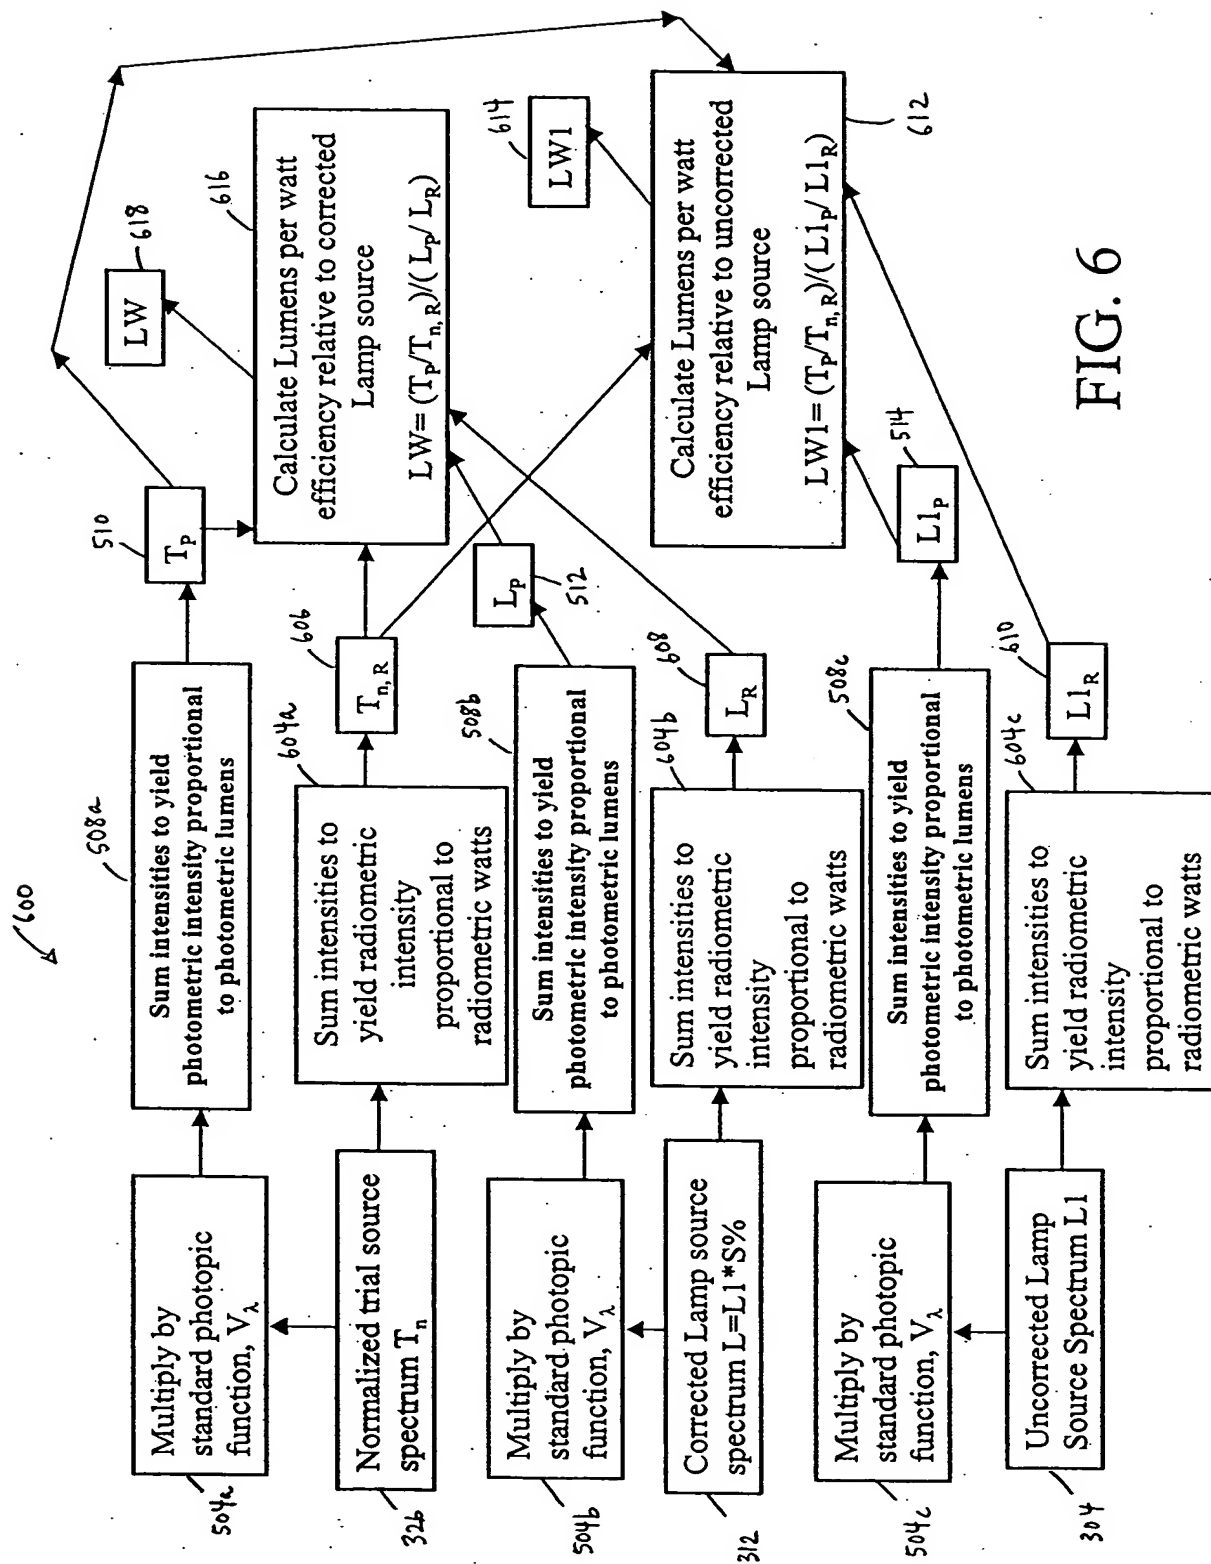 600
504a
Multiply by
standard photopic
function, Vλ
508a
Sum intensities to yield
photometric intensity proportional
to photometric lumens
510
TP
618
LW
326
Normalized trial source
spectrum Tn
604a
Sum intensities to
yield radiometric
intensity
proportional to
radiometric watts
606
Tn, R
616
Calculate Lumens per watt
efficiency relative to corrected
Lamp source
LW= (TP/Tn, R)/(LP/ LR)
504b
Multiply by
standard photopic
function, Vλ
508b
Sum intensities to yield
photometric intensity proportional
to photometric lumens
512
LP
312
Corrected Lamp source
spectrum L=L1*S%
604b
Sum intensities to
yield radiometric
intensity
proportional to
radiometric watts
608
LR
614
LW1
612
Calculate Lumens per watt
efficiency relative to uncorrected
Lamp source
LW1= (TP/Tn, R)/(L1P/ L1R)
504c
Multiply by
standard photopic
function, Vλ
508c
Sum intensities to yield
photometric intensity proportional
to photometric lumens
514
L1P
304
Uncorrected Lamp
Source Spectrum L1
604c
Sum intensities to
yield radiometric
intensity
proportional to
radiometric watts
610
L1R
FIG. 6